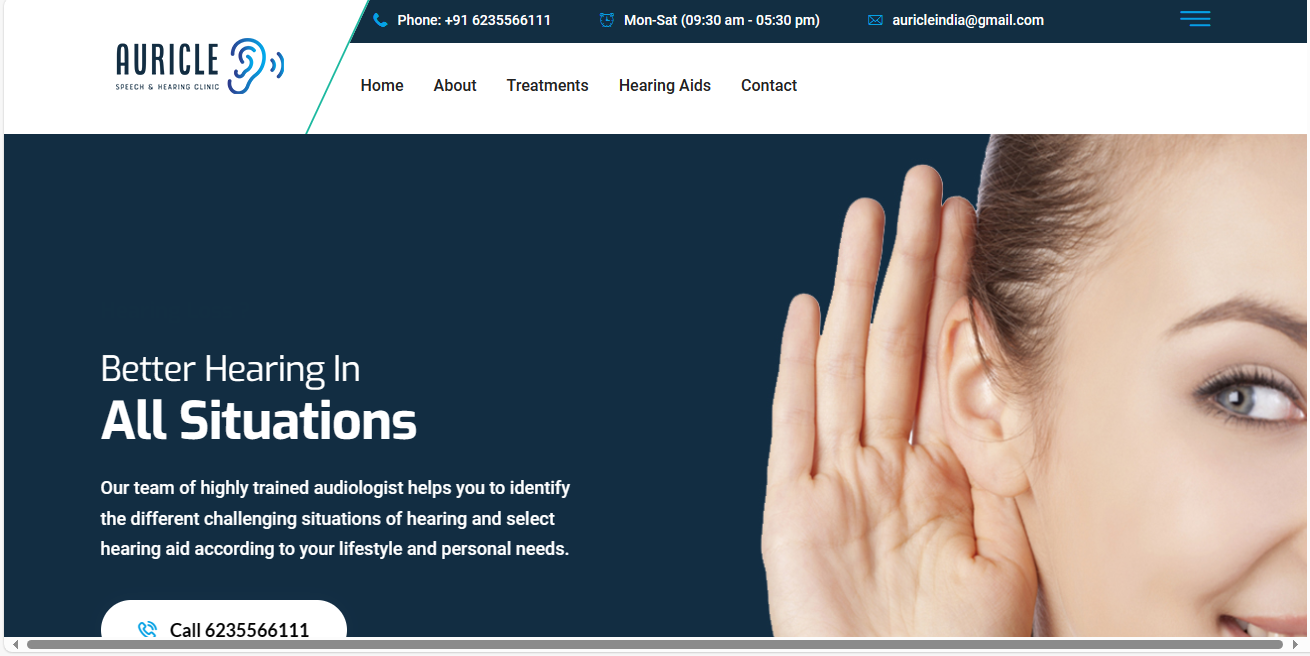 Phone: +91 6235566111
Mon-Sat (09:30 am - 05:30 pm)
auricleindia@gmail.com
AURICLE
SPEECH & HEARING CLINIC
Home About Treatments Hearing Aids Contact
Better Hearing In
All Situations
Our team of highly trained audiologist helps you to identify
the different challenging situations of hearing and select
hearing aid according to your lifestyle and personal needs.
Call 6235566111